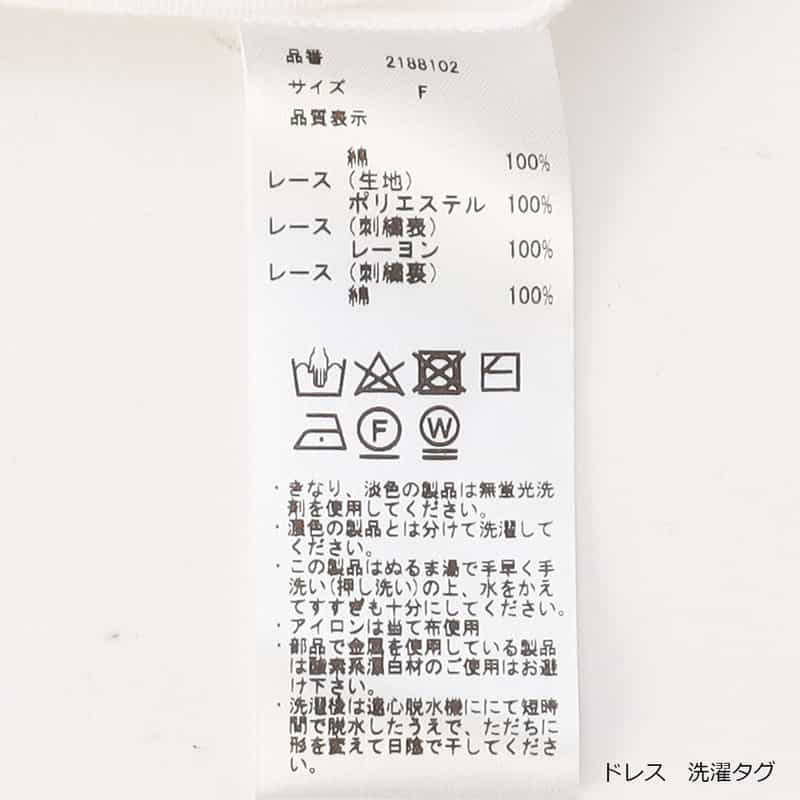 品番 2188102
サイズ F
品質表示
綿 100%
レース (生地)
ポリエステル 100%
レース (刺繍表)
レーヨン 100%
レース (刺繍裏)
綿 100%
F W
・きなり、淡色の製品は無蛍光洗
剤を使用してください。
・濃色の製品とは分けて洗濯して
ください。
・この製品はぬるま湯で手早く手
洗い(押し洗い)の上、水をかえ
てすすぎも十分にしてください。
・アイロンは当て布使用
・部品で金属を使用している製品
は酸素系漂白材のご使用はお避
け下さい。
・洗濯後は遠心脱水機ににて短時
間で脱水したうえで、ただちに
形を変えて日陰で干してくださ
い。
ドレス 洗濯タグ